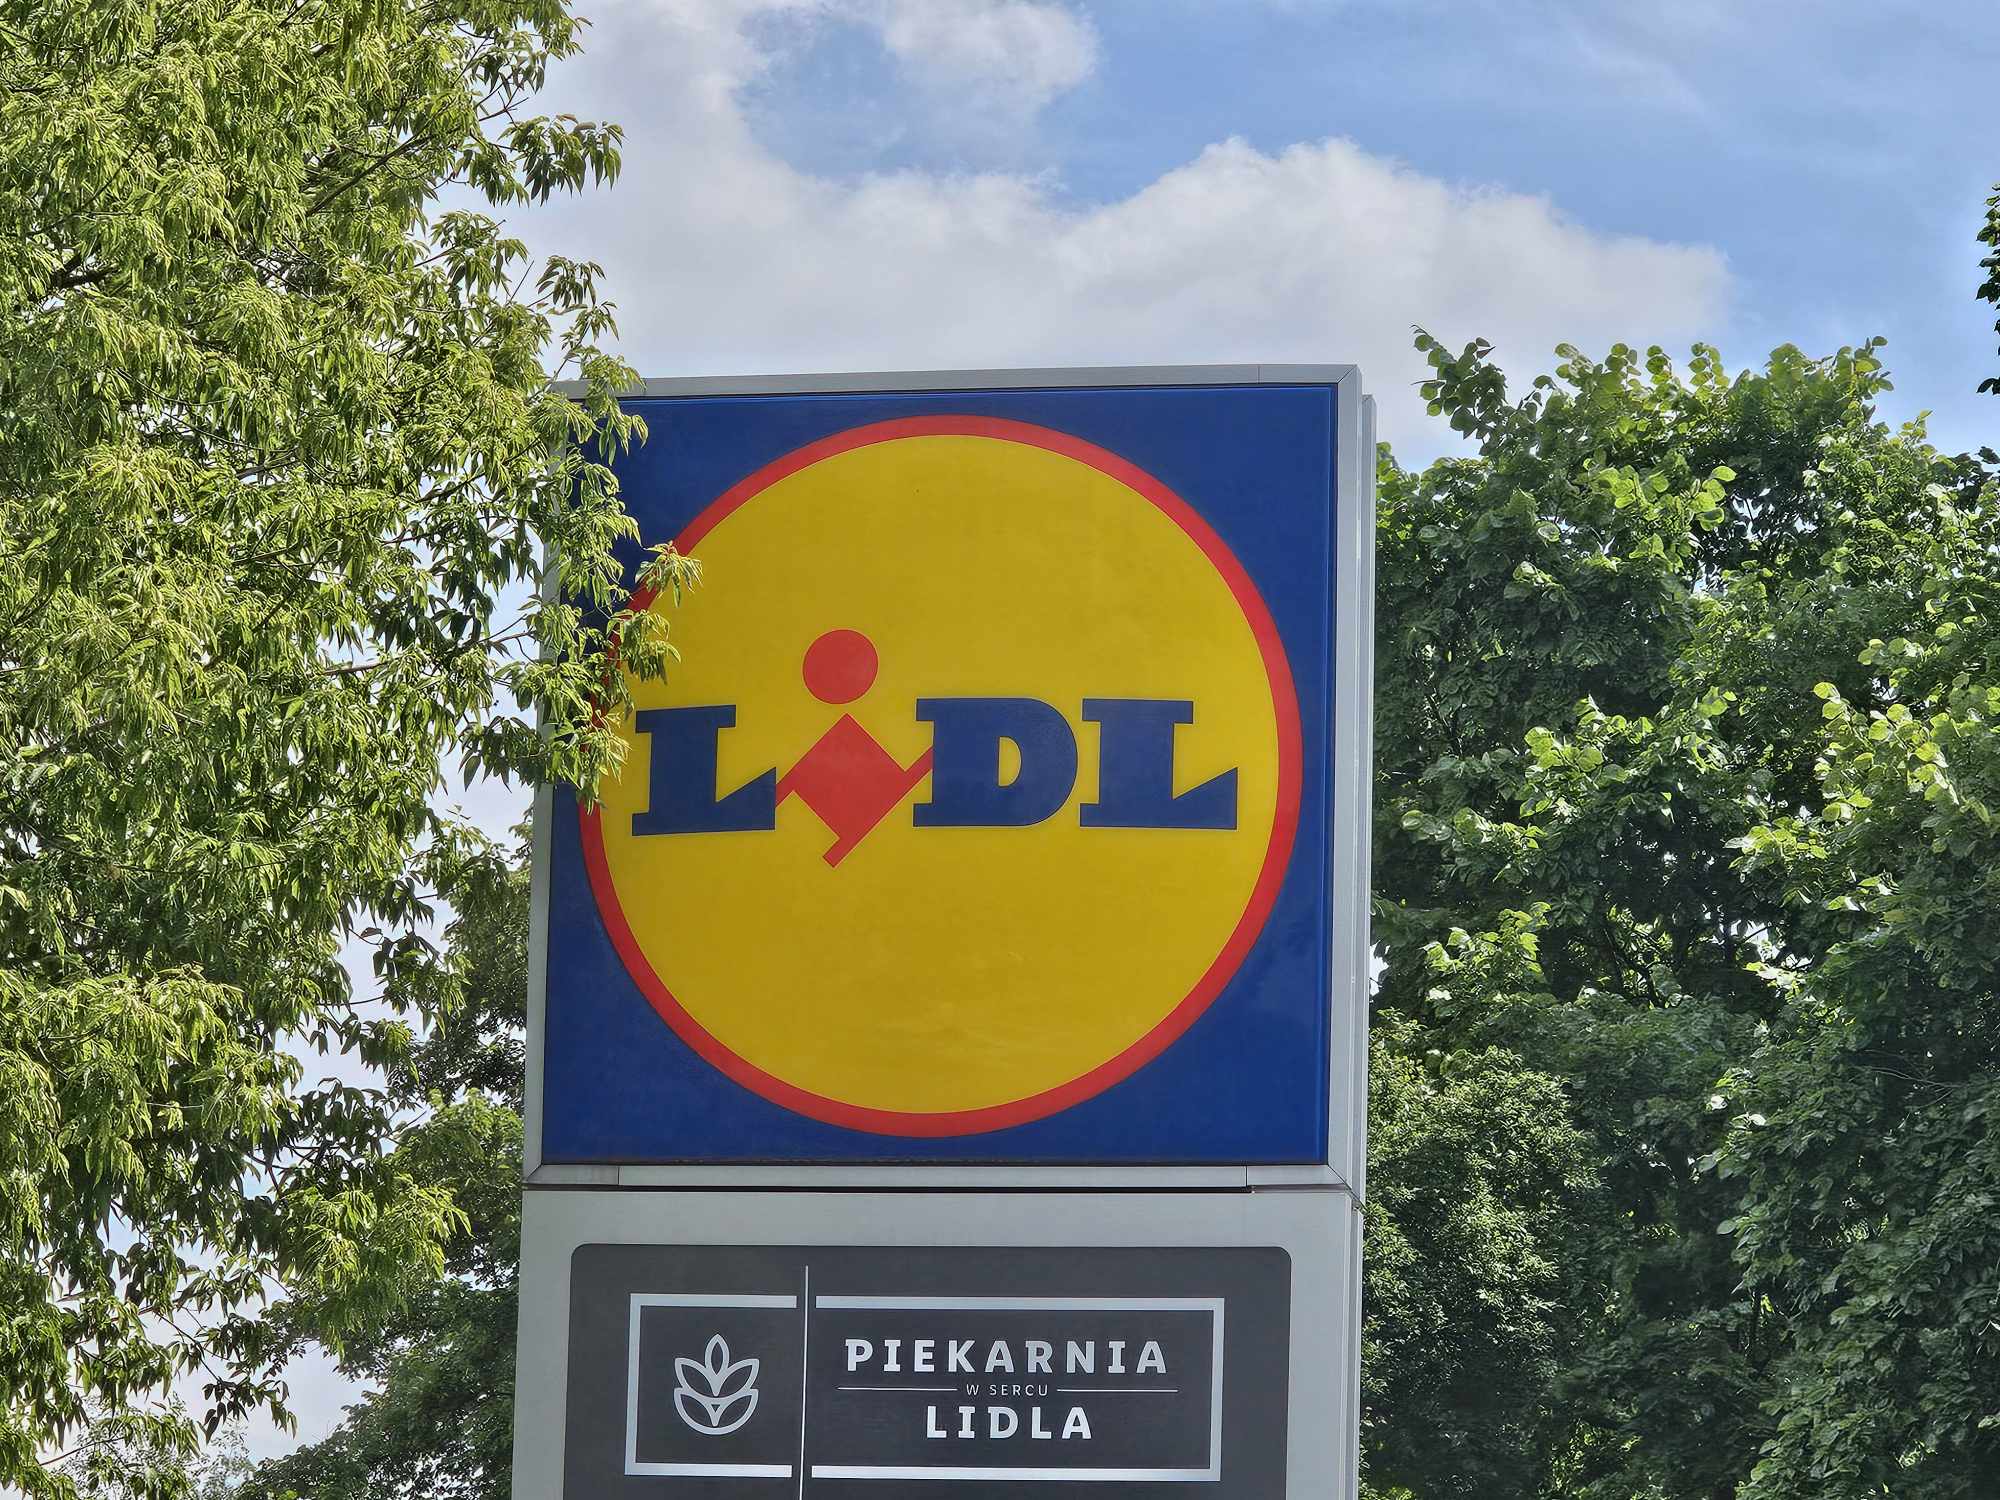 LiDL
PIEKARNIA
W SERCU
LIDLA